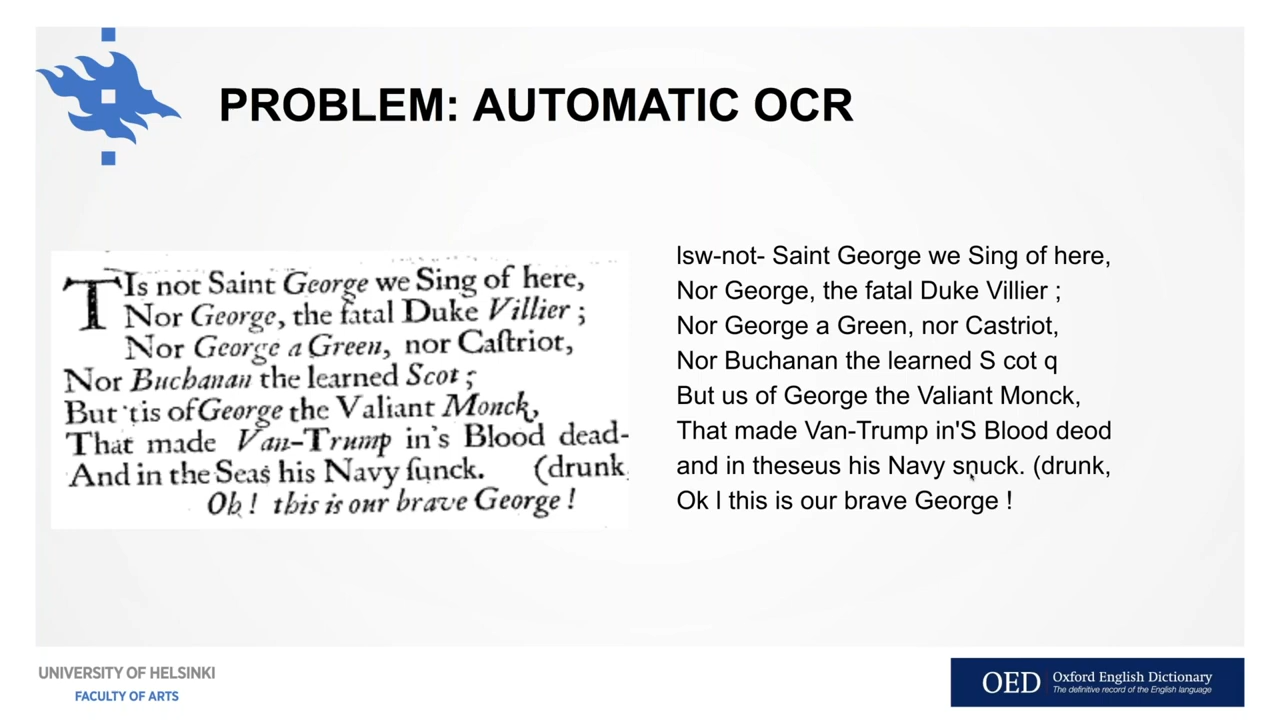 PROBLEM: AUTOMATIC OCR
TIs not Saint George we Sing of here,
Nor George, the fatal Duke Villier ;
Nor George a Green, nor Caſtriot,
Nor Buchanan the learned Scot ;
But 'tis of George the Valiant Monck,
That made Van-Trump in's Blood dead-
And in the Seas his Navy ſunck. (drunk
Oh ! this is our brave George !
lsw-not- Saint George we Sing of here,
Nor George, the fatal Duke Villier ;
Nor George a Green, nor Castriot,
Nor Buchanan the learned S cot q
But us of George the Valiant Monck,
That made Van-Trump in'S Blood deod
and in theseus his Navy snuck. (drunk,
Ok l this is our brave George !
UNIVERSITY OF HELSINKI
FACULTY OF ARTS
OED Oxford English Dictionary
The definitive record of the English language